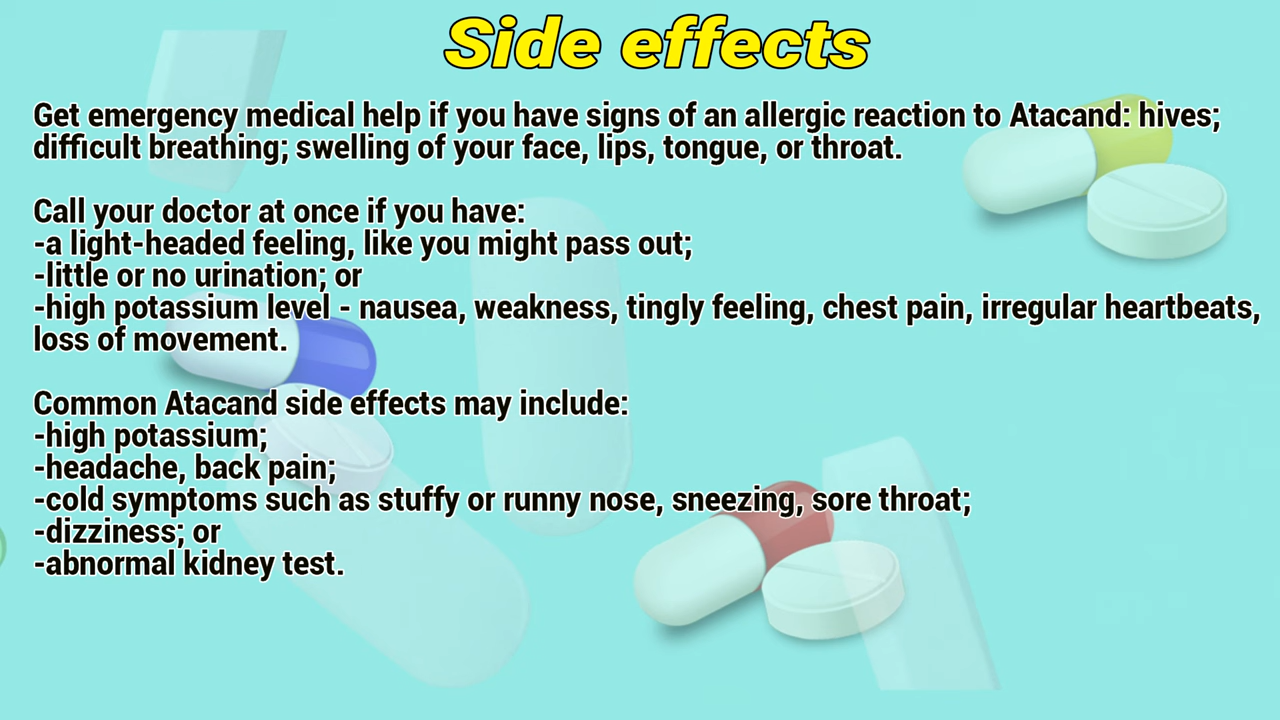 Side effects
Get emergency medical help if you have signs of an allergic reaction to Atacand: hives;
difficult breathing; swelling of your face, lips, tongue, or throat.
Call your doctor at once if you have:
-a light-headed feeling, like you might pass out;
-little or no urination; or
-high potassium level - nausea, weakness, tingly feeling, chest pain, irregular heartbeats,
loss of movement.
Common Atacand side effects may include:
-high potassium;
-headache, back pain;
-cold symptoms such as stuffy or runny nose, sneezing, sore throat;
-dizziness; or
-abnormal kidney test.